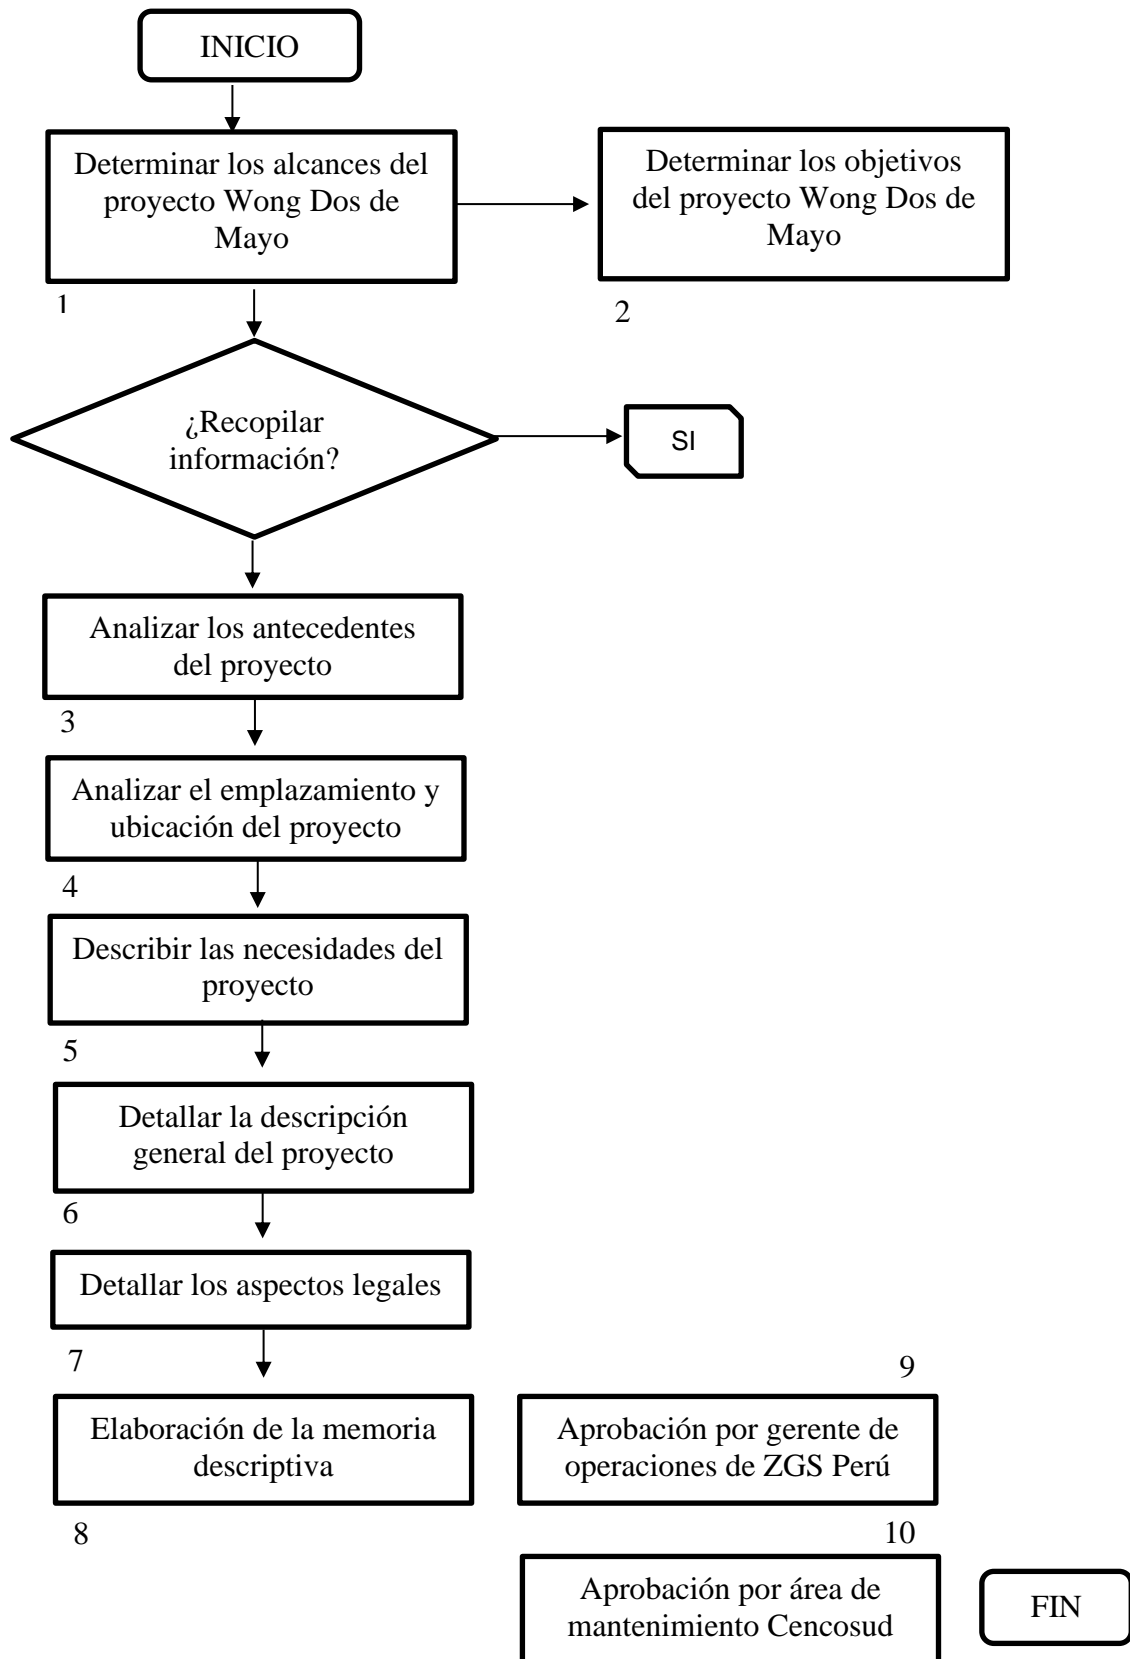 INICIO
Determinar los alcances del
proyecto Wong Dos de
Mayo
Determinar los objetivos
del proyecto Wong Dos de
Mayo
1
2
¿Recopilar
información?
SI
Analizar los antecedentes
del proyecto
3
Analizar el emplazamiento y
ubicación del proyecto
4
Describir las necesidades del
proyecto
5
Detallar la descripción
general del proyecto
6
Detallar los aspectos legales
7
9
Elaboración de la memoria
descriptiva
Aprobación por gerente de
operaciones de ZGS Perú
8
10
Aprobación por área de
mantenimiento Cencosud
FIN